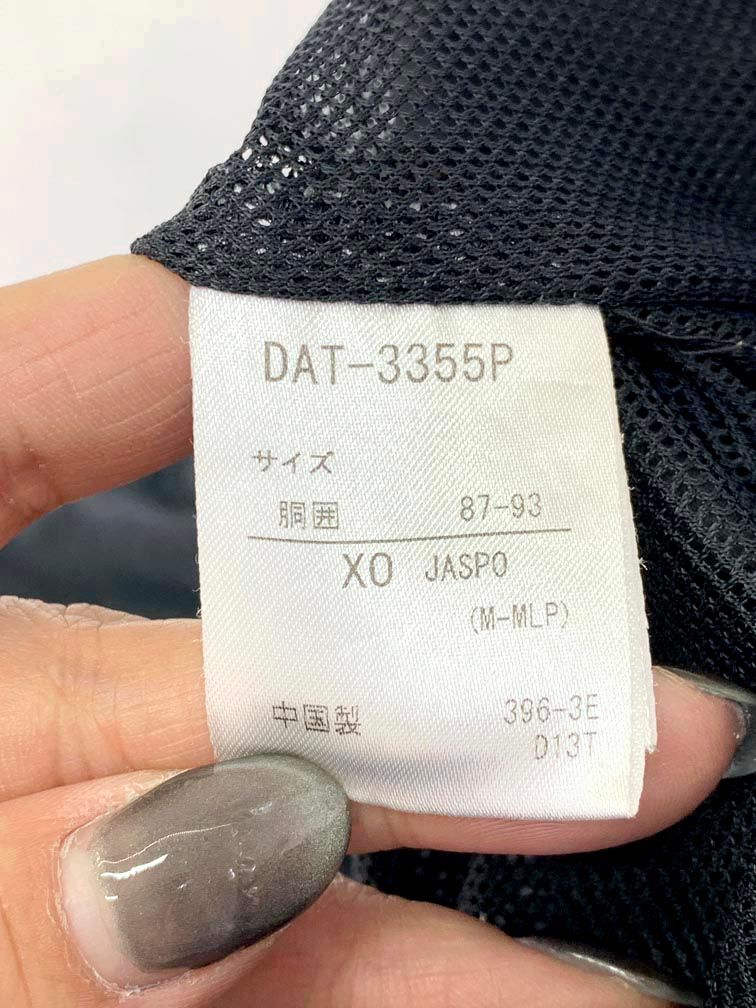 DAT-3355P
サイズ
胴囲 87-93
XO JASPO
(M-MLP)
中国製 396-3E
D13T